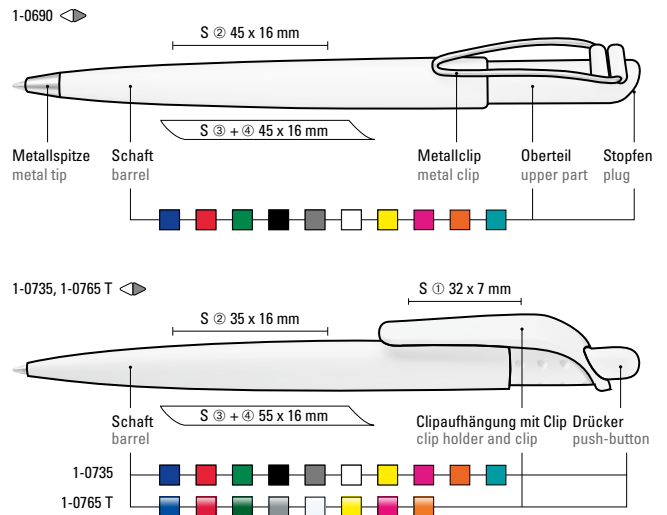 1-0690
S ② 45 x 16 mm
S ③ + ④ 45 x 16 mm
Metallspitze Schaft Metallclip Oberteil Stopfen
metal tip barrel metal clip upper part plug
1-0735, 1-0765 T
S ① 32 x 7 mm
S ② 35 x 16 mm
S ③ + ④ 55 x 16 mm
Schaft Clipaufhängung mit Clip Drücker
barrel clip holder and clip push-button
1-0735
1-0765 T